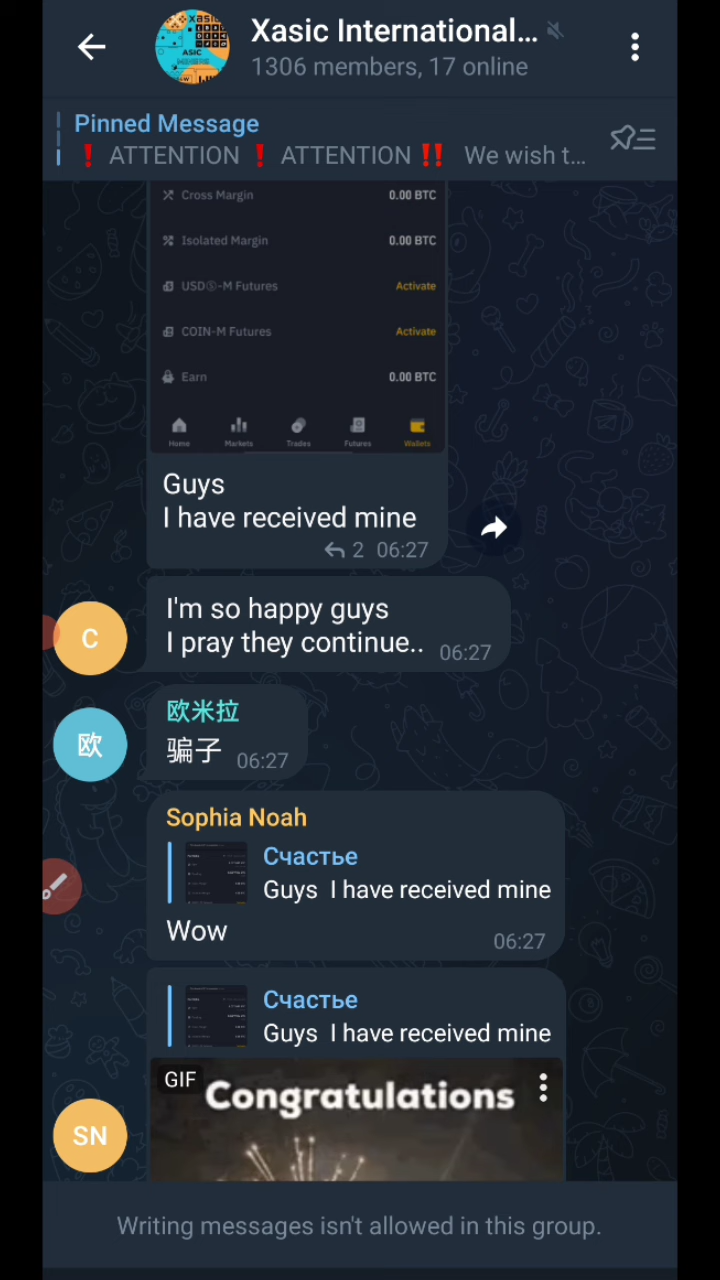 Xasic International...
1306 members, 17 online
Pinned Message
❗ ATTENTION ❗ ATTENTION ‼️ We wish t...
Cross Margin 0.00 BTC
Isolated Margin 0.00 BTC
USDⓈ-M Futures Activate
COIN-M Futures Activate
Earn 0.00 BTC
Home Markets Trades Futures Wallets
Guys
I have received mine
2 06:27
C
I'm so happy guys
I pray they continue.. 06:27
欧
欧米拉
骗子 06:27
Sophia Noah
Счастье
Guys I have received mine
Wow 06:27
Счастье
Guys I have received mine
GIF
Congratulations
SN
Writing messages isn't allowed in this group.